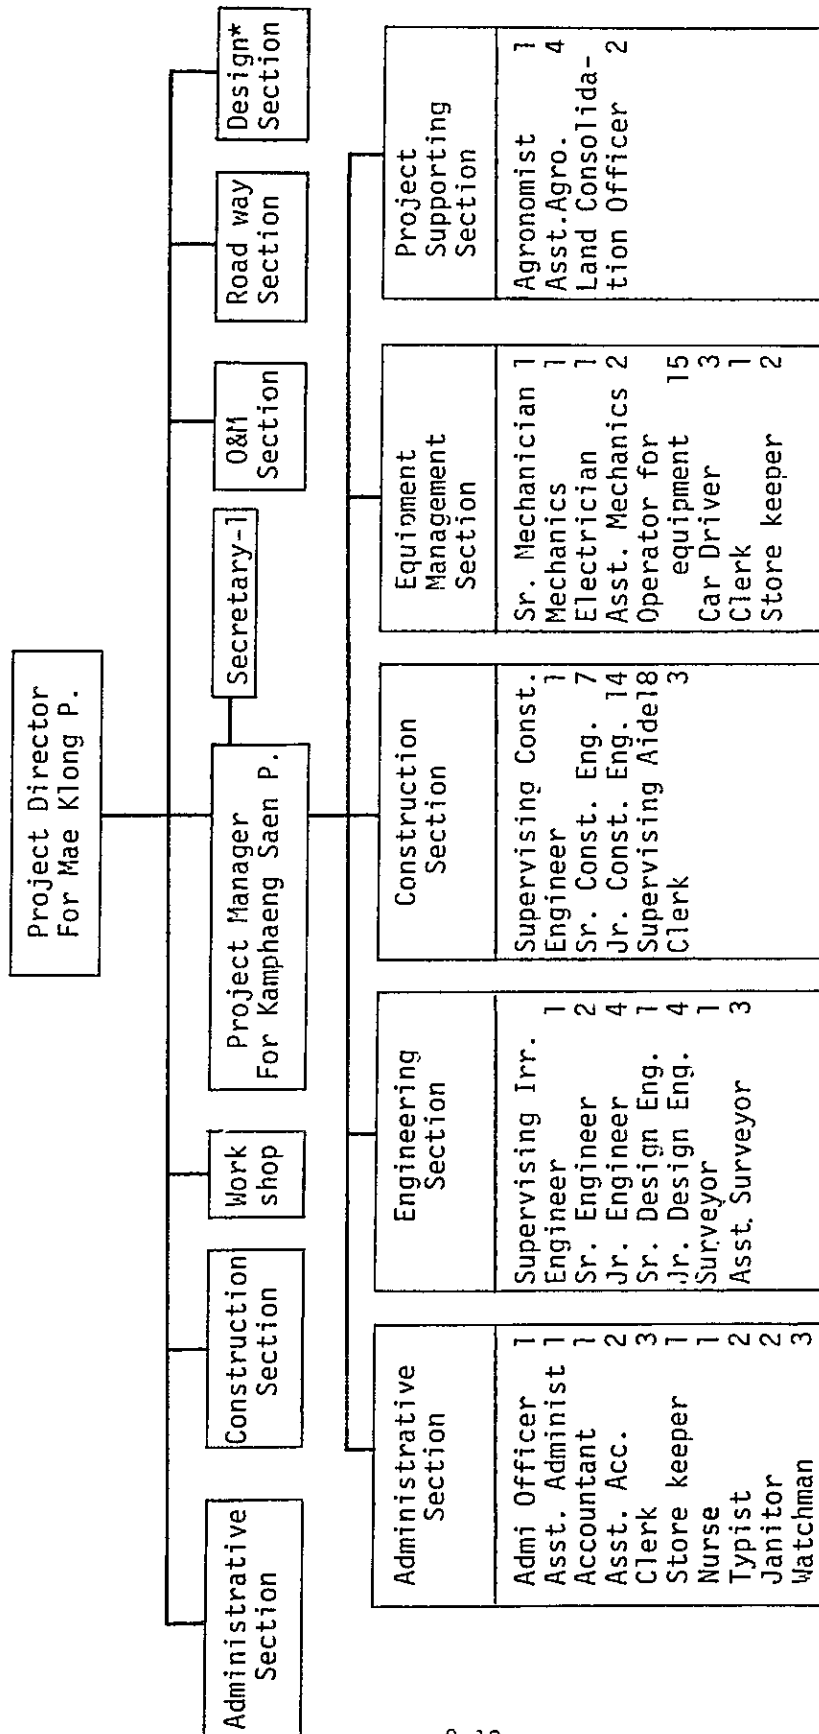 Project Director
For Mae Klong P.
Administrative
Section
Construction
Section
Work
shop
Project Manager
For Kamphaeng Saen P.
Secretary-1
O&M
Section
Road way
Section
Design*
Section
Administrative
Section
Admi Officer 1
Asst. Administ 1
Accountant 1
Asst. Acc. 2
Clerk 3
Store keeper 1
Nurse 1
Typist 2
Janitor 2
Watchman 3
Engineering
Section
Supervising Irr.
Engineer 1
Sr. Engineer 2
Jr. Engineer 4
Sr. Design Eng. 1
Jr. Design Eng. 4
Surveyor 1
Asst. Surveyor 3
Construction
Section
Supervising Const.
Engineer 1
Sr. Const. Eng. 7
Jr. Const. Eng. 14
Supervising Aide18
Clerk 3
Equipment
Management
Section
Sr. Mechanician 1
Mechanics 1
Electrician 1
Asst. Mechanics 2
Operator for
equipment 15
Car Driver 3
Clerk 1
Store keeper 2
Project
Supporting
Section
Agronomist 1
Asst.Agro. 4
Land Consolida-
tion Officer 2